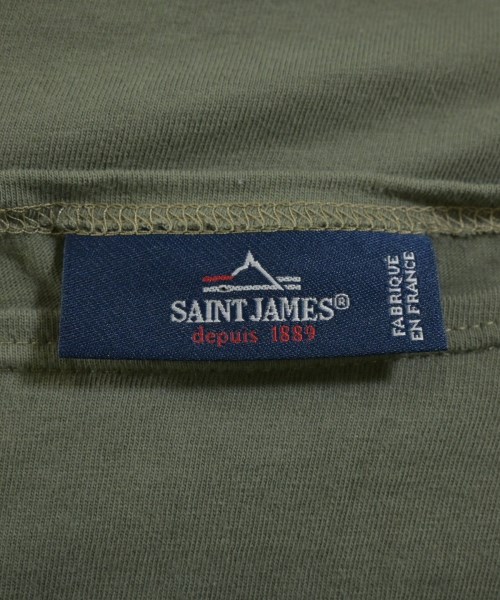 SAINT JAMES®
depuis 1889
FABRIQUÉ
EN FRANCE